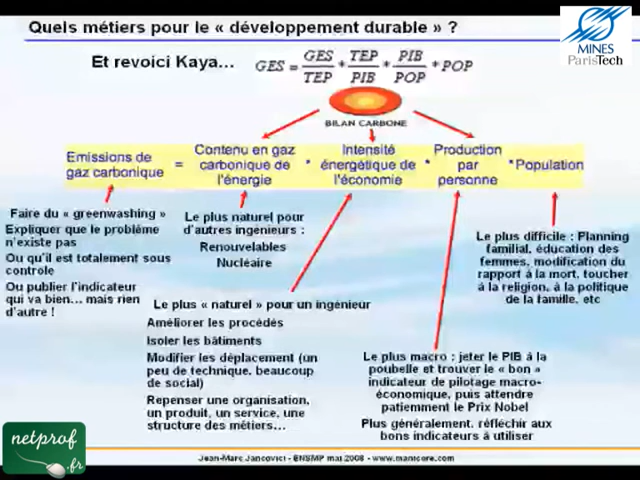 Quels métiers pour le « développement durable » ?
MINES
ParisTech
Et revoici Kaya…
GES = GES/TEP * TEP/PIB * PIB/POP * POP
BILAN CARBONE
Emissions de
gaz carbonique
=
Contenu en gaz
carbonique de
l'énergie
*
Intensité
énergétique de
l'économie
*
Production
par
personne
*Population
Faire du « greenwashing »
Expliquer que le problème
n'existe pas
Ou qu'il est totalement sous
controle
Ou publier l'indicateur
qui va bien… mais rien
d'autre !
Le plus naturel pour
d'autres ingénieurs :
Renouvelables
Nucléaire
Le plus « naturel » pour un ingénieur
Améliorer les procédés
Isoler les bâtiments
Modifier les déplacement (un
peu de technique, beaucoup
de social)
Repenser une organisation,
un produit, un service, une
structure des métiers…
Le plus macro : jeter le PIB à la
poubelle et trouver le « bon »
indicateur de pilotage macro-
économique, puis attendre
patiemment le Prix Nobel
Plus généralement, réfléchir aux
bons indicateurs à utiliser
Le plus difficile : Planning
familial, éducation des
femmes, modification du
rapport à la mort, toucher
à la religion, à la politique
de la famille, etc
netprof
.fr
Jean-Marc Jancovici - ENSMP mai 2008 - www.manicore.com